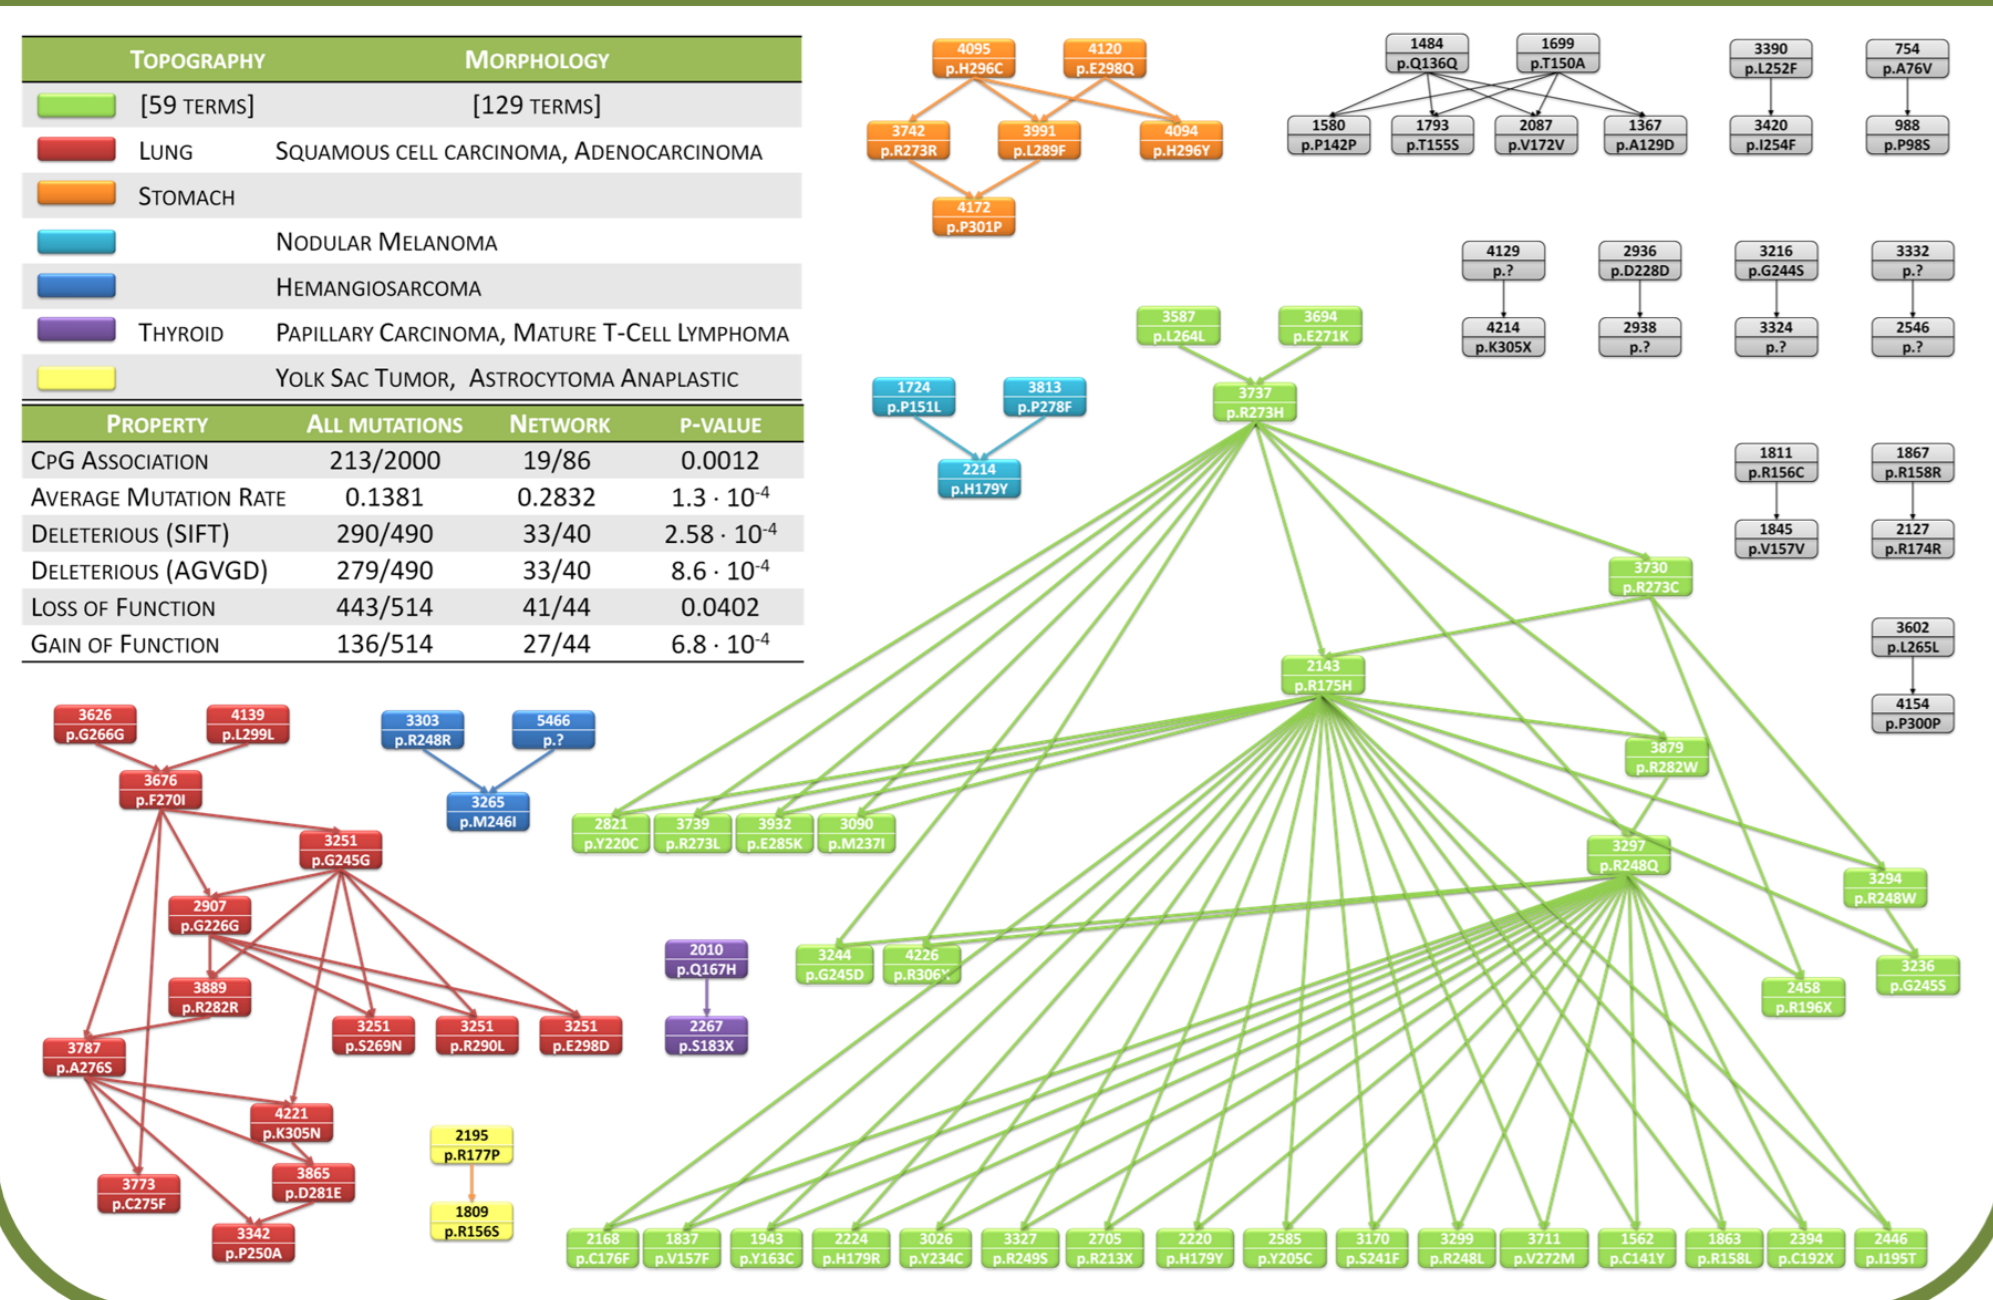 TOPOGRAPHY MORPHOLOGY
[59 TERMS] [129 TERMS]
LUNG SQUAMOUS CELL CARCINOMA, ADENOCARCINOMA
STOMACH
NODULAR MELANOMA
HEMANGIOSARCOMA
THYROID PAPILLARY CARCINOMA, MATURE T-CELL LYMPHOMA
YOLK SAC TUMOR, ASTROCYTOMA ANAPLASTIC
PROPERTY ALL MUTATIONS NETWORK P-VALUE
CPG ASSOCIATION 213/2000 19/86 0.0012
AVERAGE MUTATION RATE 0.1381 0.2832 1.3 · 10-4
DELETERIOUS (SIFT) 290/490 33/40 2.58 · 10-4
DELETERIOUS (AGVGD) 279/490 33/40 8.6 · 10-4
LOSS OF FUNCTION 443/514 41/44 0.0402
GAIN OF FUNCTION 136/514 27/44 6.8 · 10-4
4095
p.H296C
4120
p.E298Q
3742
p.R273R
3991
p.L289F
4094
p.H296Y
4172
p.P301P
1484
p.Q136Q
1699
p.T150A
1580
p.P142P
1793
p.T155S
2087
p.V172V
1367
p.A129D
3390
p.L252F
3420
p.I254F
754
p.A76V
988
p.P98S
4129
p.?
4214
p.K305X
2936
p.D228D
2938
p.?
3216
p.G244S
3324
p.?
3332
p.?
2546
p.?
1811
p.R156C
1845
p.V157V
1867
p.R158R
2127
p.R174R
3602
p.L265L
4154
p.P300P
1724
p.P151L
3813
p.P278F
2214
p.H179Y
3587
p.L264L
3694
p.E271K
3737
p.R273H
3730
p.R273C
2143
p.R175H
3879
p.R282W
2821
p.Y220C
3739
p.R273L
3932
p.E285K
3090
p.M237I
3297
p.R248Q
3294
p.R248W
3244
p.G245D
4226
p.R306X
2458
p.R196X
3236
p.G245S
2168
p.C176F
1837
p.V157F
1943
p.Y163C
2224
p.H179R
3026
p.Y234C
3327
p.R249S
2705
p.R213X
2220
p.H179Y
2585
p.Y205C
3170
p.S241F
3299
p.R248L
3711
p.V272M
1562
p.C141Y
1863
p.R158L
2394
p.C192X
2446
p.I195T
3626
p.G266G
4139
p.L299L
3676
p.F270I
3251
p.G245G
2907
p.G226G
3889
p.R282R
3251
p.S269N
3251
p.R290L
3251
p.E298D
3787
p.A276S
4221
p.K305N
3865
p.D281E
3773
p.C275F
3342
p.P250A
3303
p.R248R
5466
p.?
3265
p.M246I
2010
p.Q167H
2267
p.S183X
2195
p.R177P
1809
p.R156S